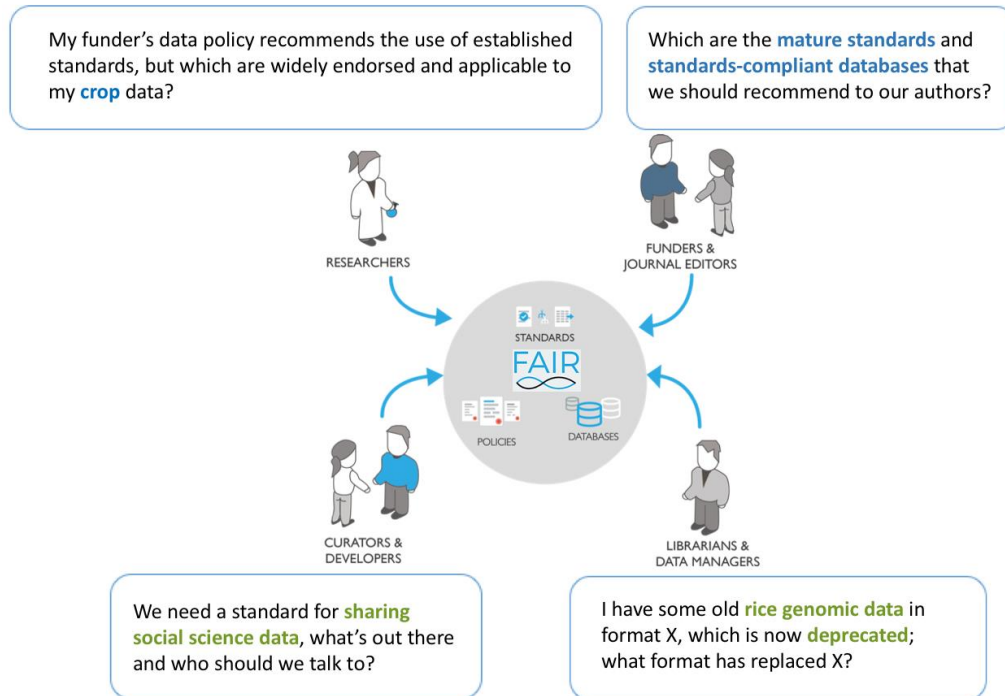 My funder's data policy recommends the use of established
standards, but which are widely endorsed and applicable to
my crop data?
Which are the mature standards and
standards-compliant databases that
we should recommend to our authors?
RESEARCHERS
FUNDERS &
JOURNAL EDITORS
STANDARDS
FAIR
POLICIES
DATABASES
CURATORS &
DEVELOPERS
LIBRARIANS &
DATA MANAGERS
We need a standard for sharing
social science data, what's out there
and who should we talk to?
I have some old rice genomic data in
format X, which is now deprecated;
what format has replaced X?